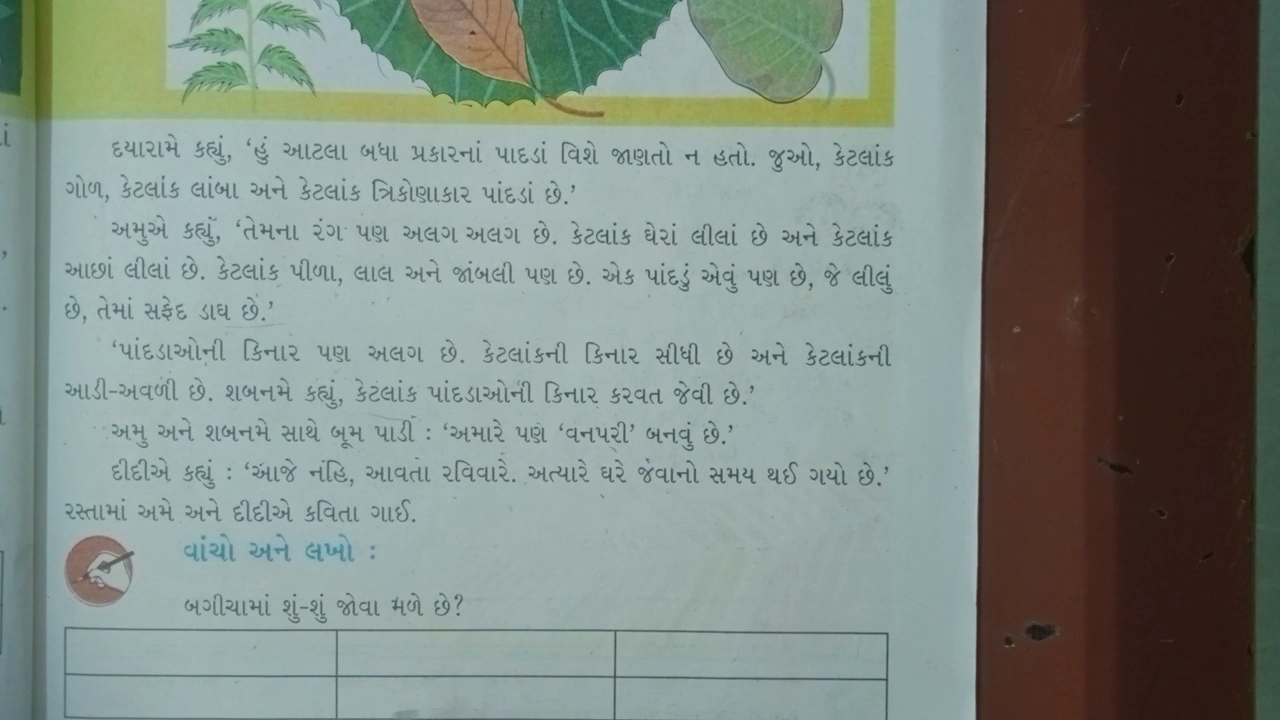 દયારામે કહ્યું, ‘હું આટલા બધા પ્રકારનાં પાદડાં વિશે જાણતો ન હતો. જુઓ, કેટલાંક
ગોળ, કેટલાંક લાંબા અને કેટલાંક ત્રિકોણાકાર પાંદડાં છે.’
અમુએ કહ્યું, ‘તેમના રંગ પણ અલગ અલગ છે. કેટલાંક ઘેરાં લીલાં છે અને કેટલાંક
આછાં લીલાં છે. કેટલાંક પીળા, લાલ અને જાંબલી પણ છે. એક પાંદડું એવું પણ છે, જે લીલું
છે, તેમાં સફેદ ડાઘ છે.’
‘પાંદડાઓની કિનાર પણ અલગ છે. કેટલાંકની કિનાર સીધી છે અને કેટલાંકની
આડી-અવળી છે. શબનમે કહ્યું, કેટલાંક પાંદડાઓની કિનાર કરવત જેવી છે.’
અમુ અને શબનમે સાથે બૂમ પાડી : ‘અમારે પણ ‘વનપરી’ બનવું છે.’
દીદીએ કહ્યું : ‘આજે નહિ, આવતા રવિવારે. અત્યારે ઘરે જવાનો સમય થઈ ગયો છે.’
રસ્તામાં અમે અને દીદીએ કવિતા ગાઈ.
વાંચો અને લખો :
બગીચામાં શું-શું જોવા મળે છે?